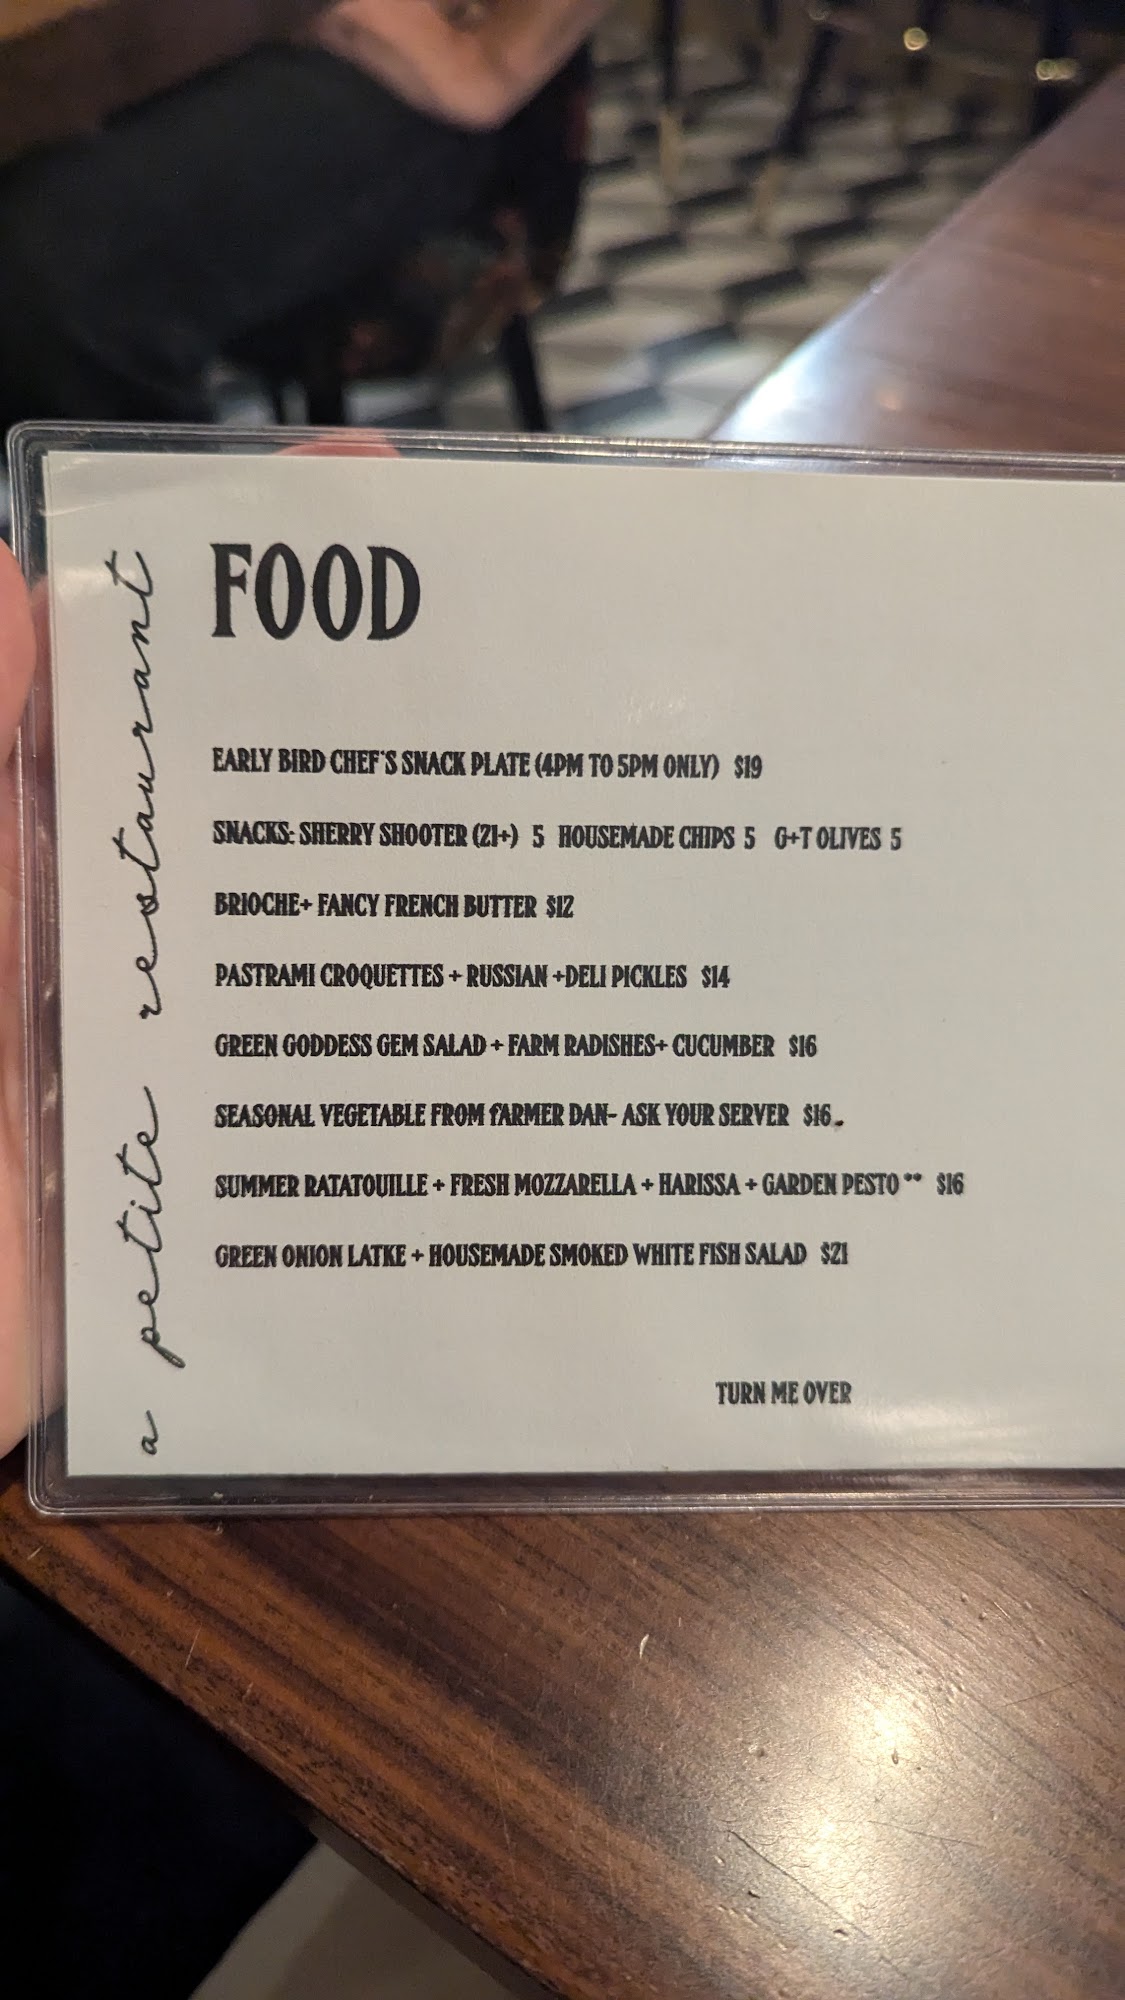 a petite restaurant
FOOD
EARLY BIRD CHEF'S SNACK PLATE (4PM TO 5PM ONLY) $19
SNACKS: SHERRY SHOOTER (21+) 5 HOUSEMADE CHIPS 5 G+T OLIVES 5
BRIOCHE+ FANCY FRENCH BUTTER $12
PASTRAMI CROQUETTES + RUSSIAN +DELI PICKLES $14
GREEN GODDESS GEM SALAD + FARM RADISHES+ CUCUMBER $16
SEASONAL VEGETABLE FROM fARMER DAN- ASK YOUR SERVER $16
SUMMER RATATOUILLE + FRESH MOZZARELLA + HARISSA + GARDEN PESTO ** $16
GREEN ONION LATKE + HOUSEMADE SMOKED WHITE FISH SALAD $21
TURN ME OVER